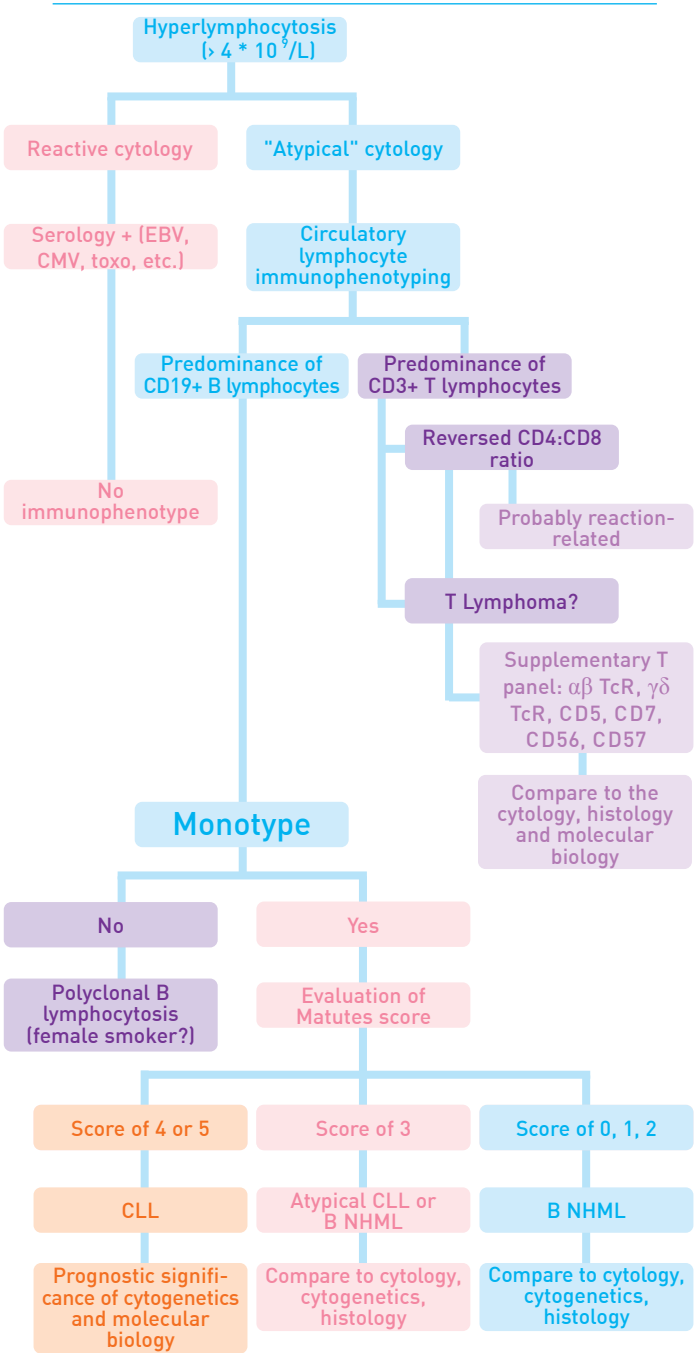 Hyperlymphocytosis
(> 4 * 10⁹/L)
Reactive cytology
"Atypical" cytology
Serology + (EBV,
CMV, toxo, etc.)
Circulatory
lymphocyte
immunophenotyping
Predominance of
CD19+ B lymphocytes
Predominance of
CD3+ T lymphocytes
Reversed CD4:CD8
ratio
No
immunophenotype
Probably reaction-
related
T Lymphoma?
Supplementary T
panel: αβ TcR, γδ
TcR, CD5, CD7,
CD56, CD57
Compare to the
cytology, histology
and molecular
biology
Monotype
No
Yes
Polyclonal B
lymphocytosis
(female smoker?)
Evaluation of
Matutes score
Score of 4 or 5
Score of 3
Score of 0, 1, 2
CLL
Atypical CLL or
B NHML
B NHML
Prognostic signifi-
cance of cytogenetics
and molecular
biology
Compare to cytology,
cytogenetics,
histology
Compare to cytology,
cytogenetics,
histology